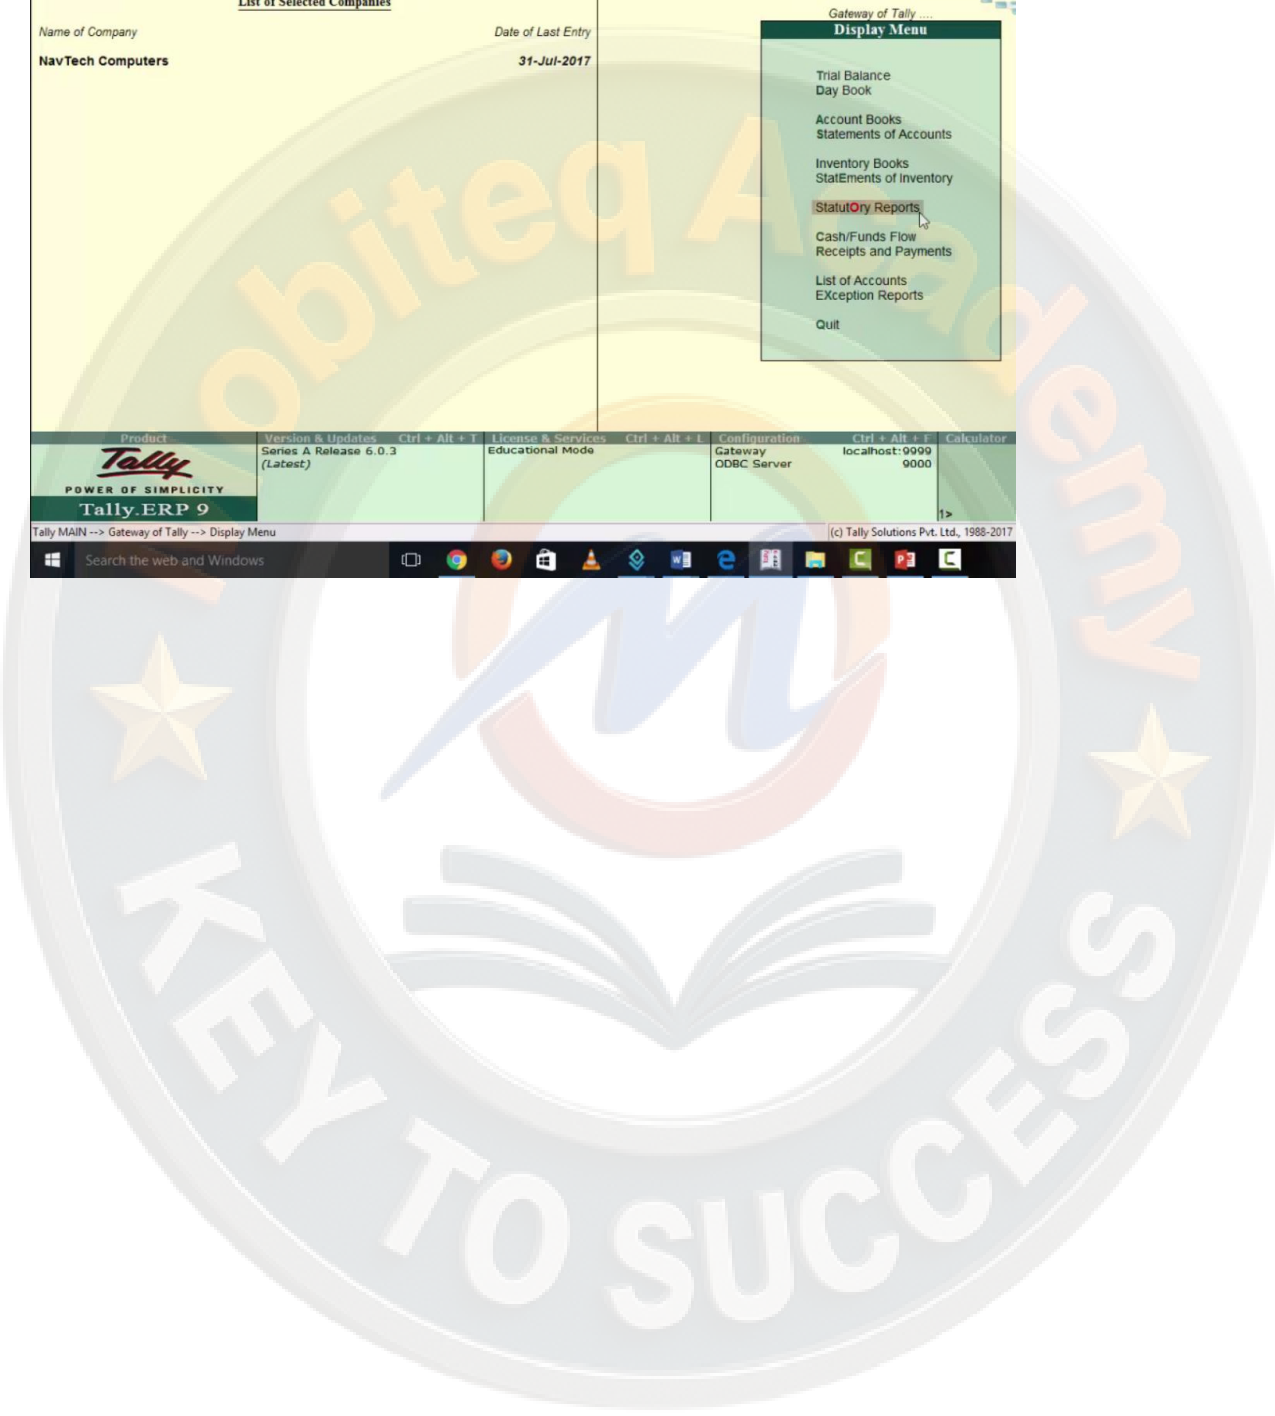 List of Selected Companies
Name of Company Date of Last Entry
NavTech Computers 31-Jul-2017
Gateway of Tally ....
Display Menu
Trial Balance
Day Book
Account Books
Statements of Accounts
Inventory Books
StatEments of Inventory
StatutOry Reports
Cash/Funds Flow
Receipts and Payments
List of Accounts
EXception Reports
Quit
Product
Tally
POWER OF SIMPLICITY
Tally.ERP 9
Version & Updates Ctrl + Alt + T
Series A Release 6.0.3
(Latest)
License & Services Ctrl + Alt + L
Educational Mode
Configuration Ctrl + Alt + F
Gateway localhost:9999
ODBC Server 9000
Calculator
1>
Tally MAIN --> Gateway of Tally --> Display Menu (c) Tally Solutions Pvt. Ltd., 1988-2017
Search the web and Windows
Mobiteq Academy
KEY TO SUCCESS